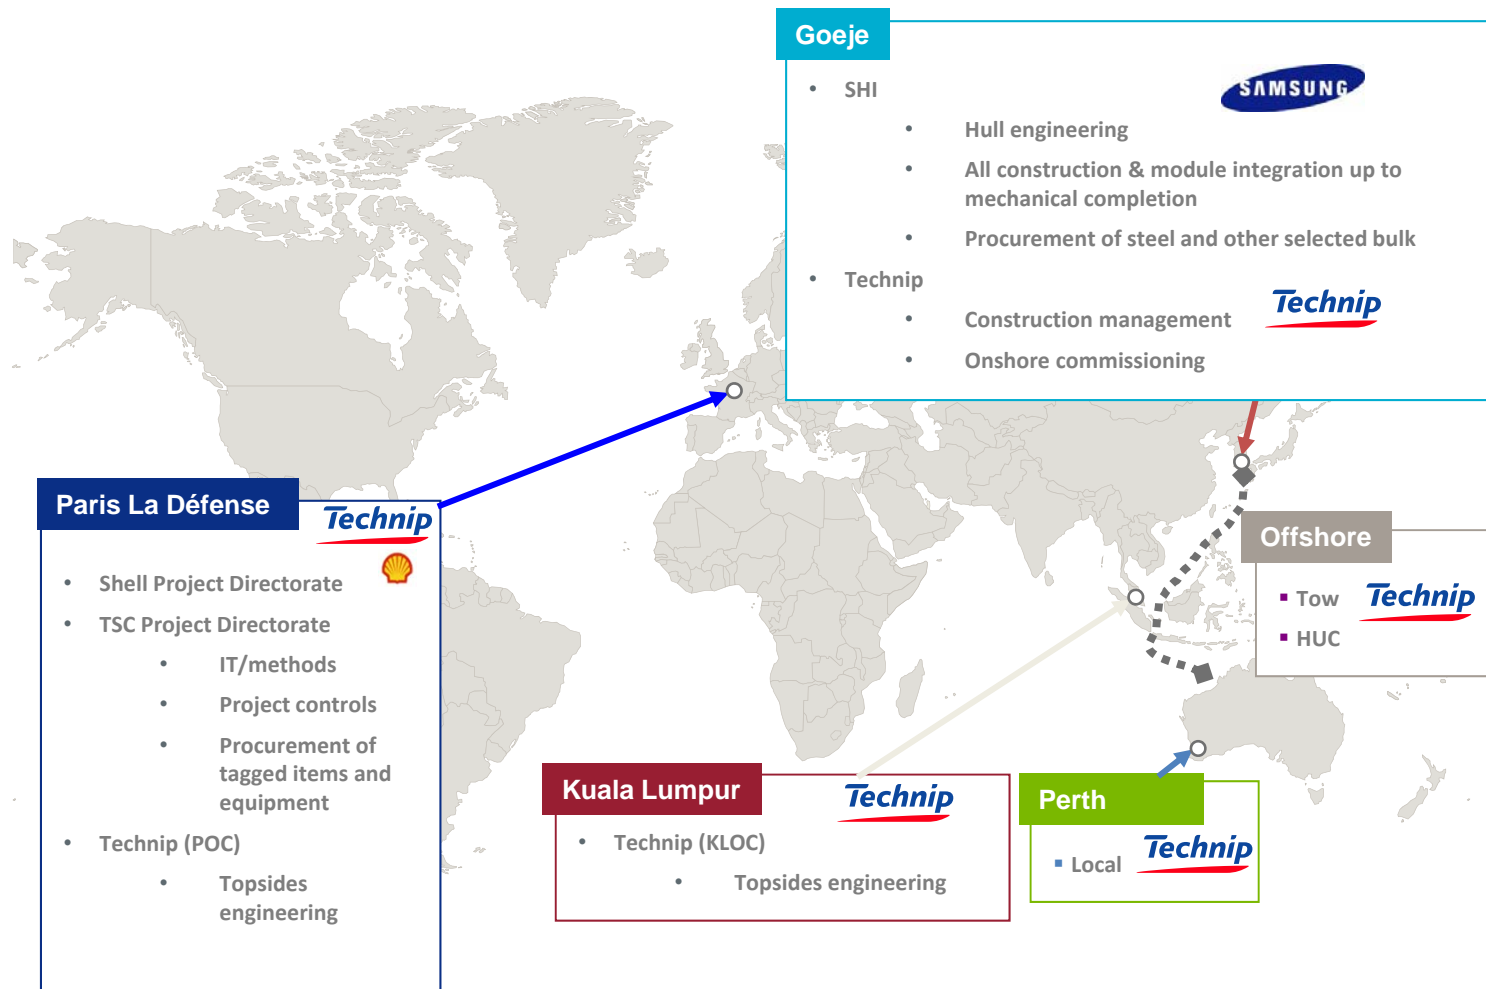 Goeje
• SHI
SAMSUNG
• Hull engineering
• All construction & module integration up to
mechanical completion
• Procurement of steel and other selected bulk
• Technip
Technip
• Construction management
• Onshore commissioning
Paris La Défense
Technip
• Shell Project Directorate
• TSC Project Directorate
• IT/methods
• Project controls
• Procurement of
tagged items and
equipment
• Technip (POC)
• Topsides
engineering
Offshore
▪ Tow
Technip
▪ HUC
Kuala Lumpur
Technip
• Technip (KLOC)
• Topsides engineering
Perth
▪ Local
Technip